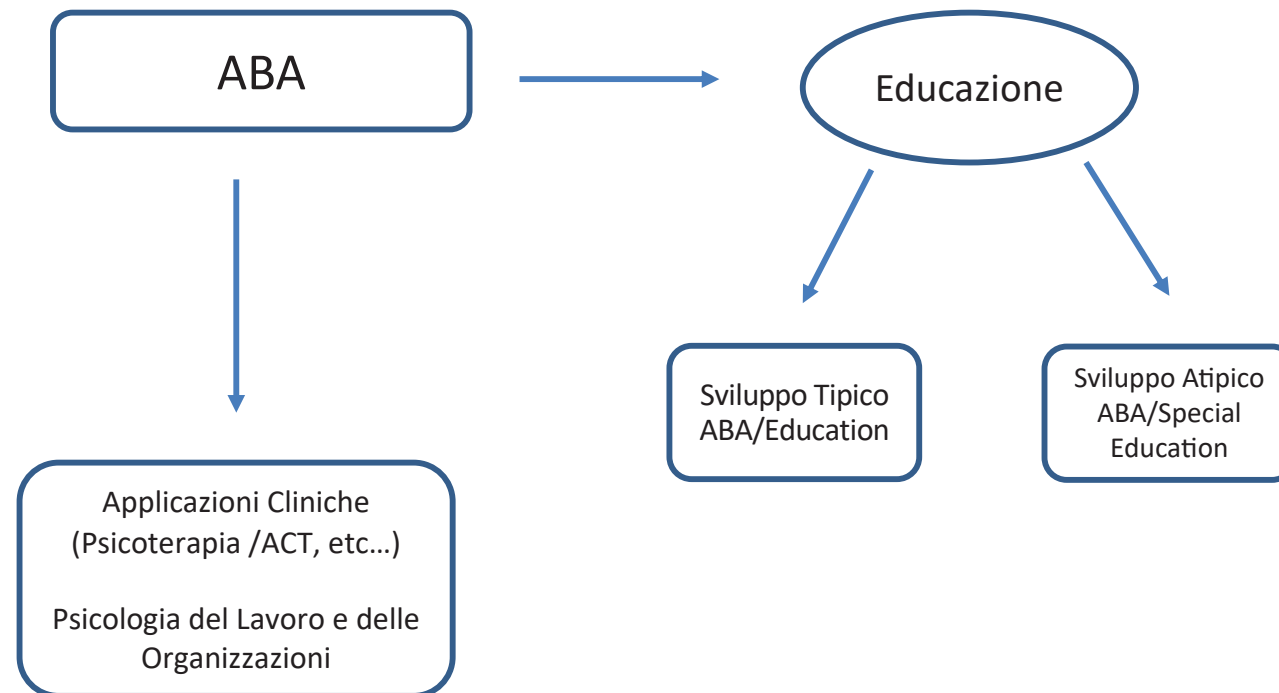 ABA
Educazione
Sviluppo Tipico
ABA/Education
Sviluppo Atipico
ABA/Special
Education
Applicazioni Cliniche
(Psicoterapia /ACT, etc…)
Psicologia del Lavoro e delle
Organizzazioni